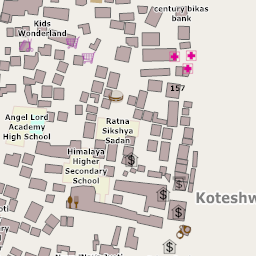 century bikas
bank
Kids
Wonderland
157
Angel Lord
Academy
High School
Ratna
Sikshya
Sadan
Himalaya
Higher
Secondary
School
Koteshw